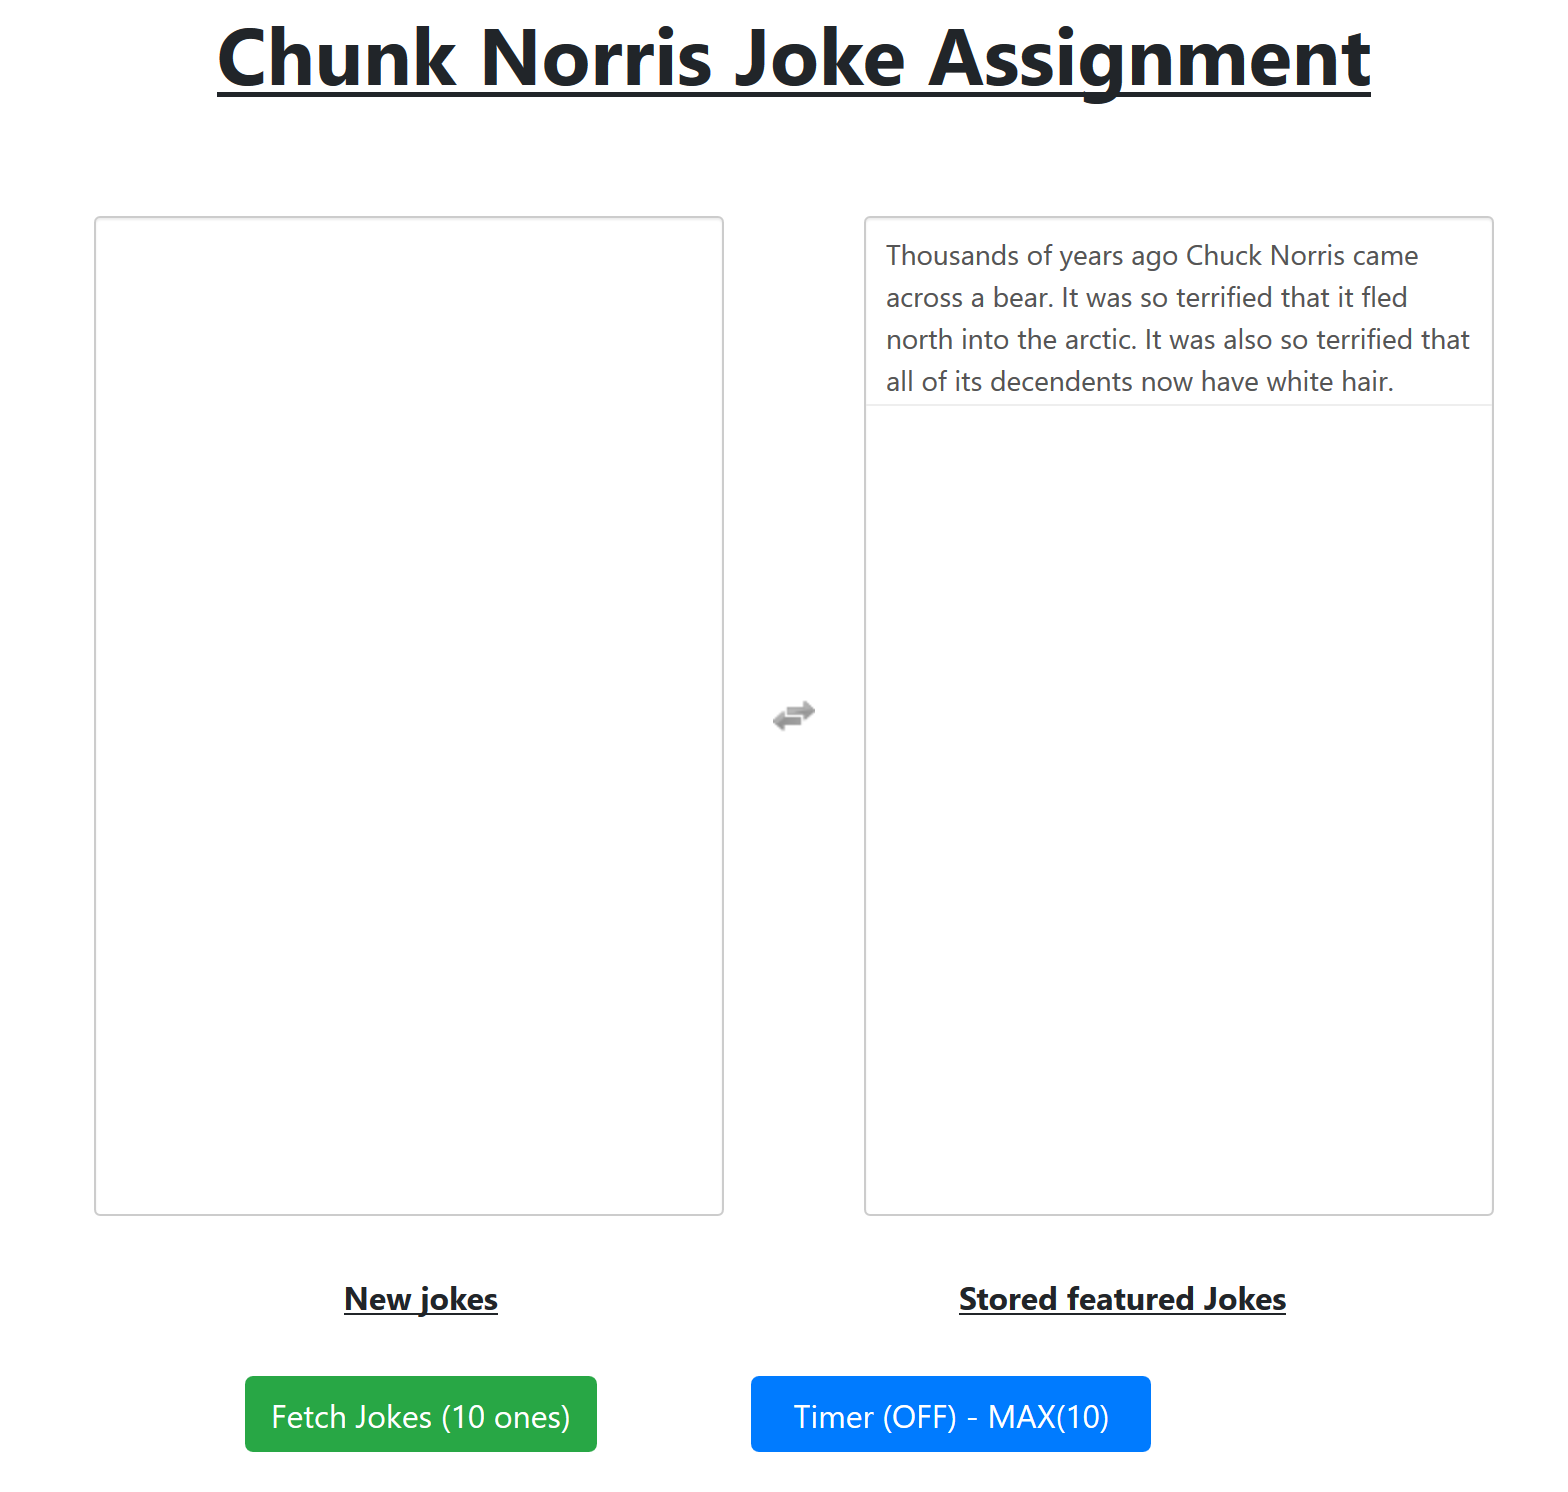 Chunk Norris Joke Assignment
Thousands of years ago Chuck Norris came
across a bear. It was so terrified that it fled
north into the arctic. It was also so terrified that
all of its decendents now have white hair.
New jokes
Stored featured Jokes
Fetch Jokes (10 ones)
Timer (OFF) - MAX(10)